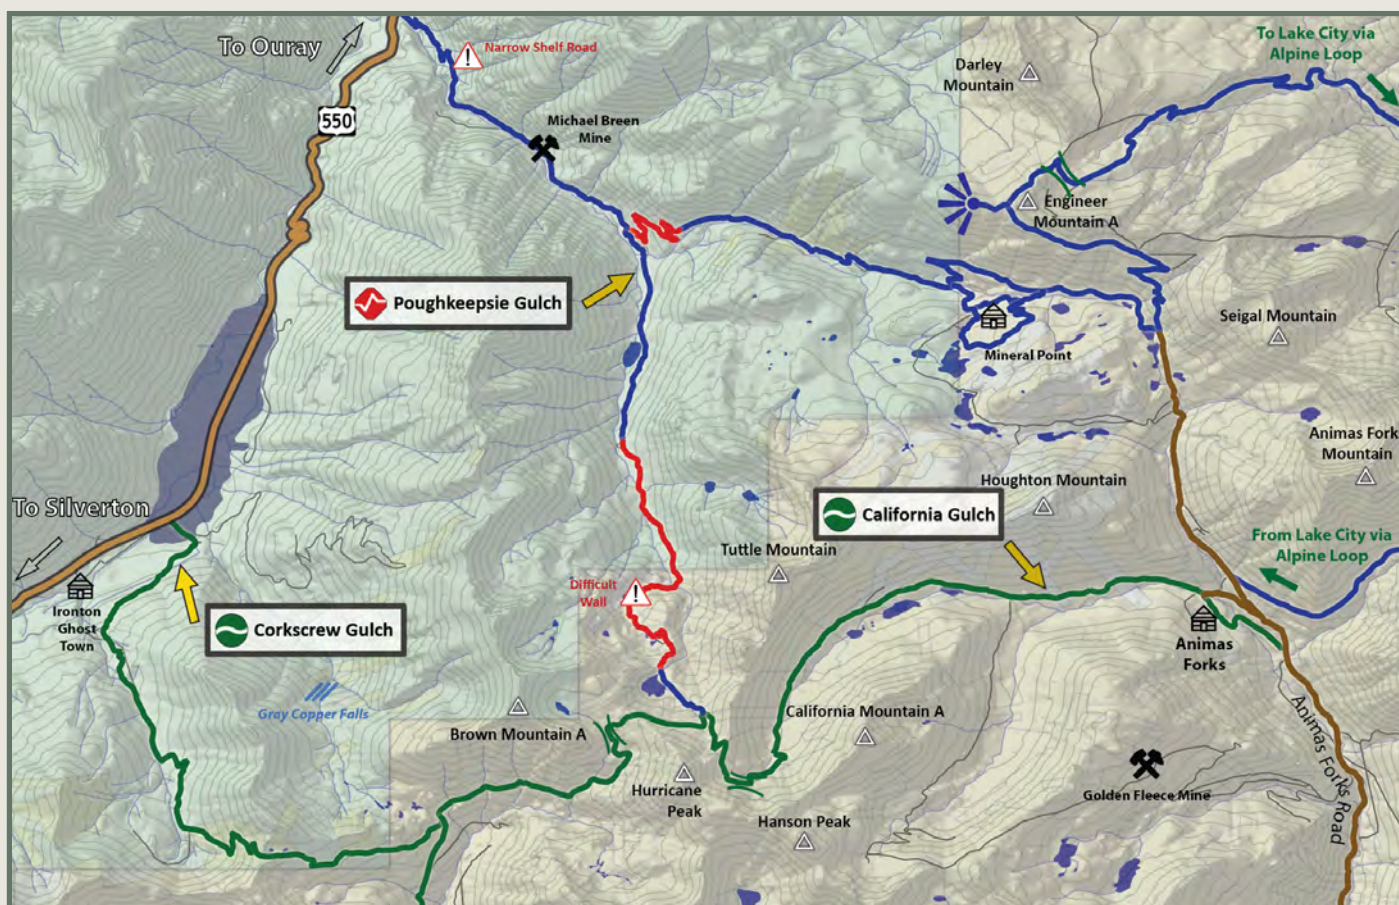 To Ouray
Narrow Shelf Road
550
Michael Breen
Mine
Darley
Mountain
To Lake City via
Alpine Loop
Engineer
Mountain A
Poughkeepsie Gulch
Seigal Mountain
Mineral Point
Animas Fork
Mountain
Houghton Mountain
California Gulch
To Silverton
Tuttle Mountain
From Lake City via
Alpine Loop
Difficult
Wall
!
!
Ironton
Ghost
Town
Corkscrew Gulch
Animas
Forks
Gray Copper Falls
Brown Mountain A
California Mountain A
Animas Forks Road
Hurricane
Peak
Golden Fleece Mine
Hanson Peak